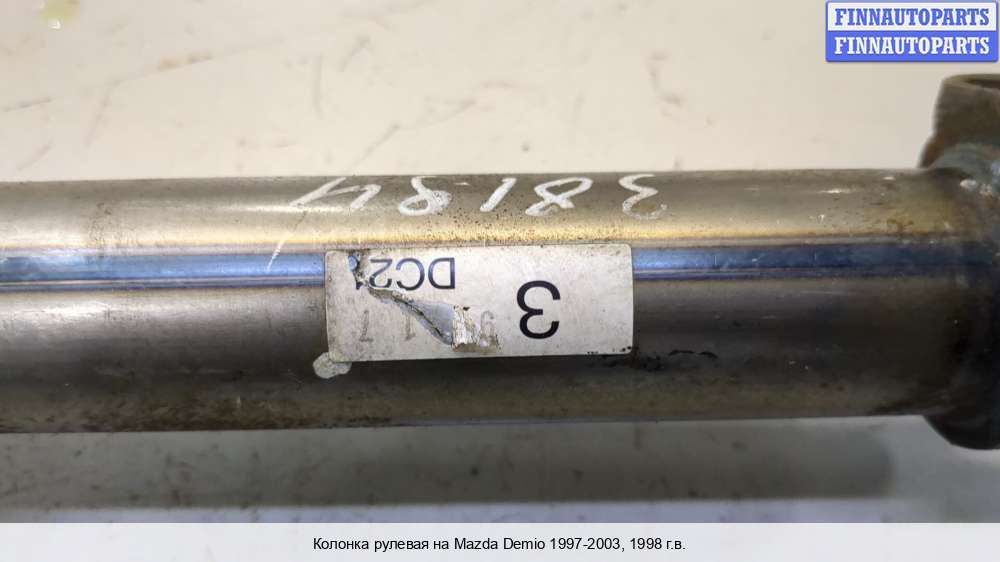 FINNAUTOPARTS
FINNAUTOPARTS
38184
3
DC2
Колонка рулевая на Mazda Demio 1997-2003, 1998 г.в.